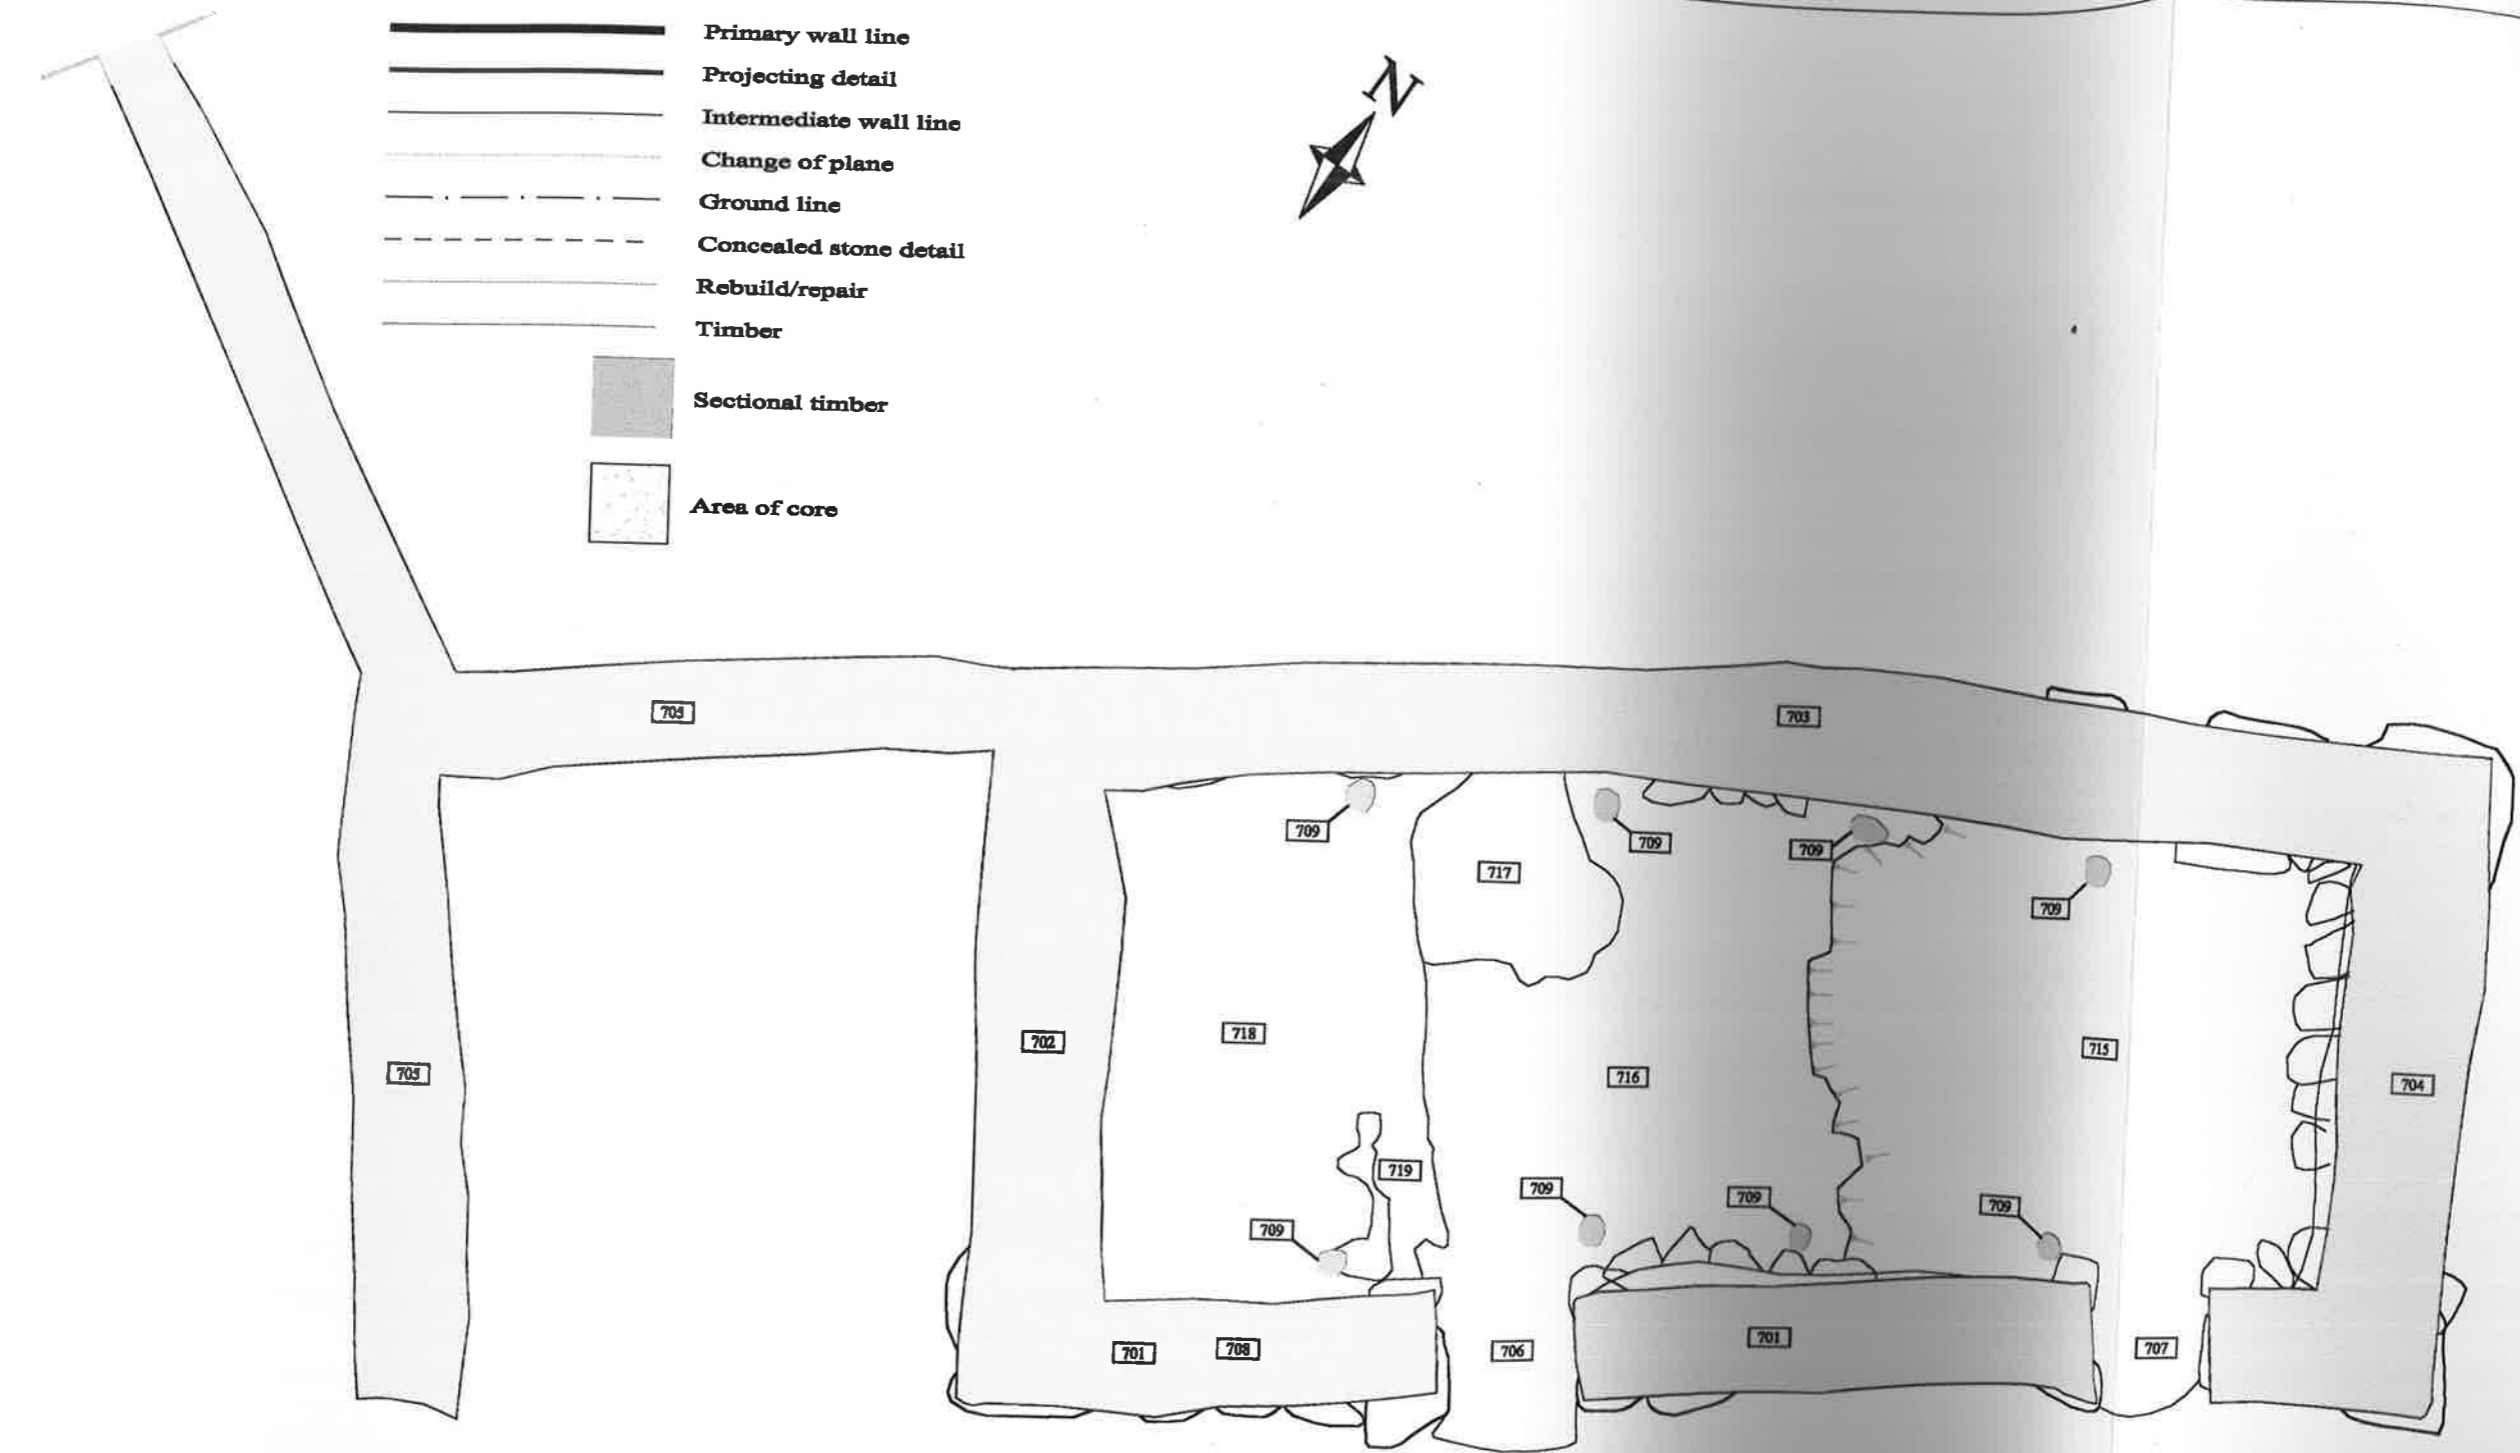 Primary wall line
Projecting detail
Intermediate wall line
Change of plane
Ground line
Concealed stone detail
Rebuild/repair
Timber
Sectional timber
Area of core
N
705
703
709
709
709
717
709
718
702
716
715
705
704
719
709
709
709
709
701
708
706
701
707